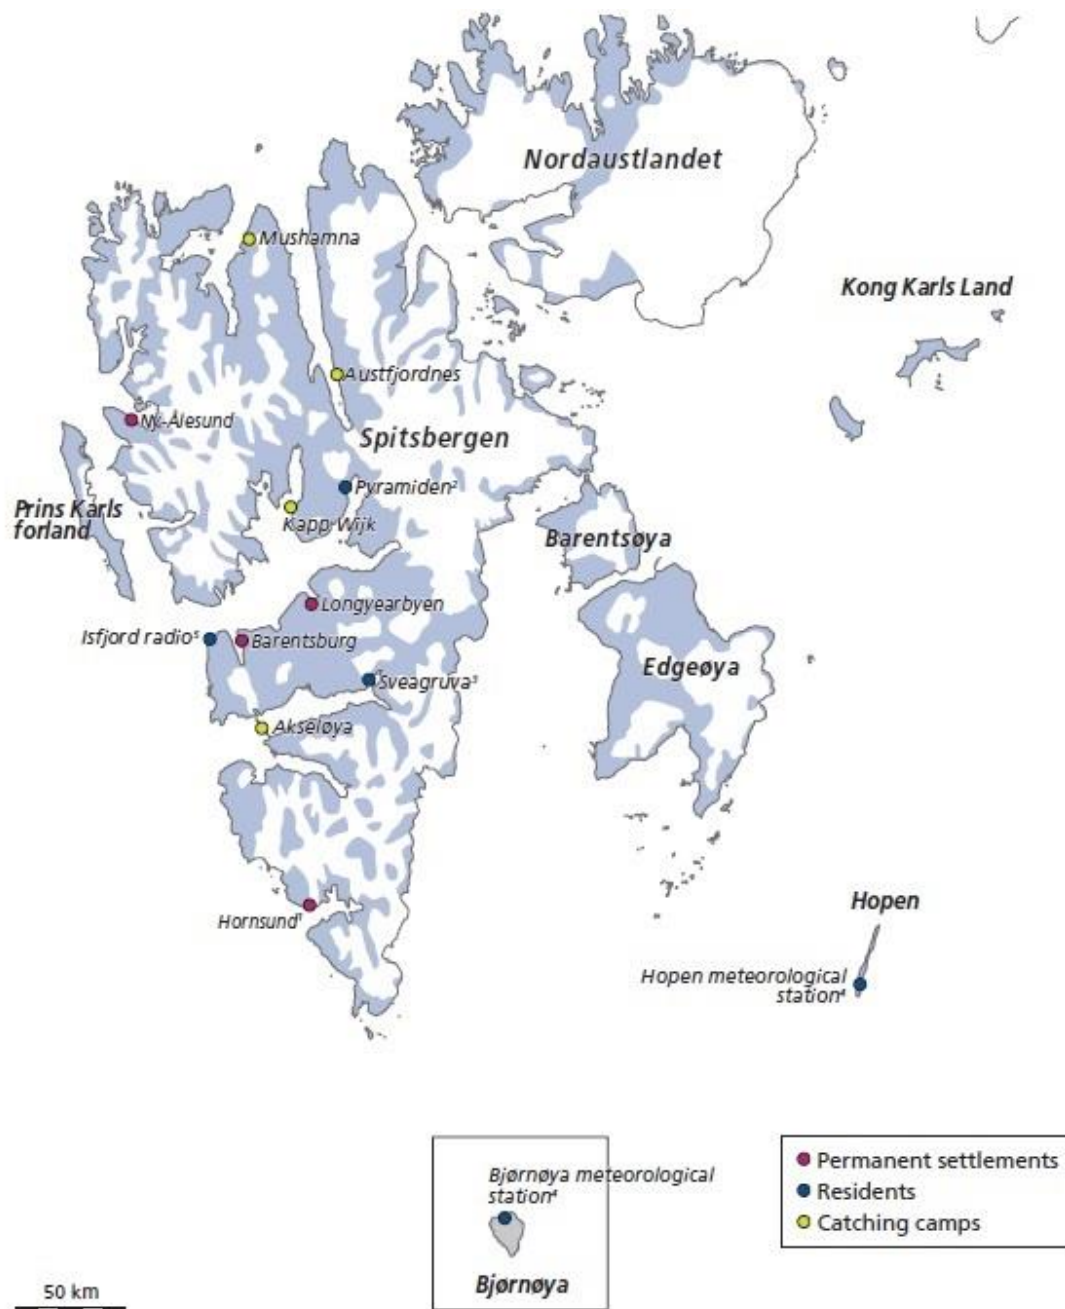 Nordaustlandet
Mushamna
Kong Karls Land
Austfjordnes
Ny-Ålesund
Spitsbergen
Pyramiden²
Prins Karls
forland
Kapp Wijk
Barentsøya
Longyearbyen
Isfjord radio⁵
Barentsburg
Edgeøya
Sveagruva³
Akseløya
Hopen
Hornsund¹
Hopen meteorological
station⁴
Permanent settlements
Bjørnøya meteorological
station⁴
Residents
Catching camps
Bjørnøya
50 km